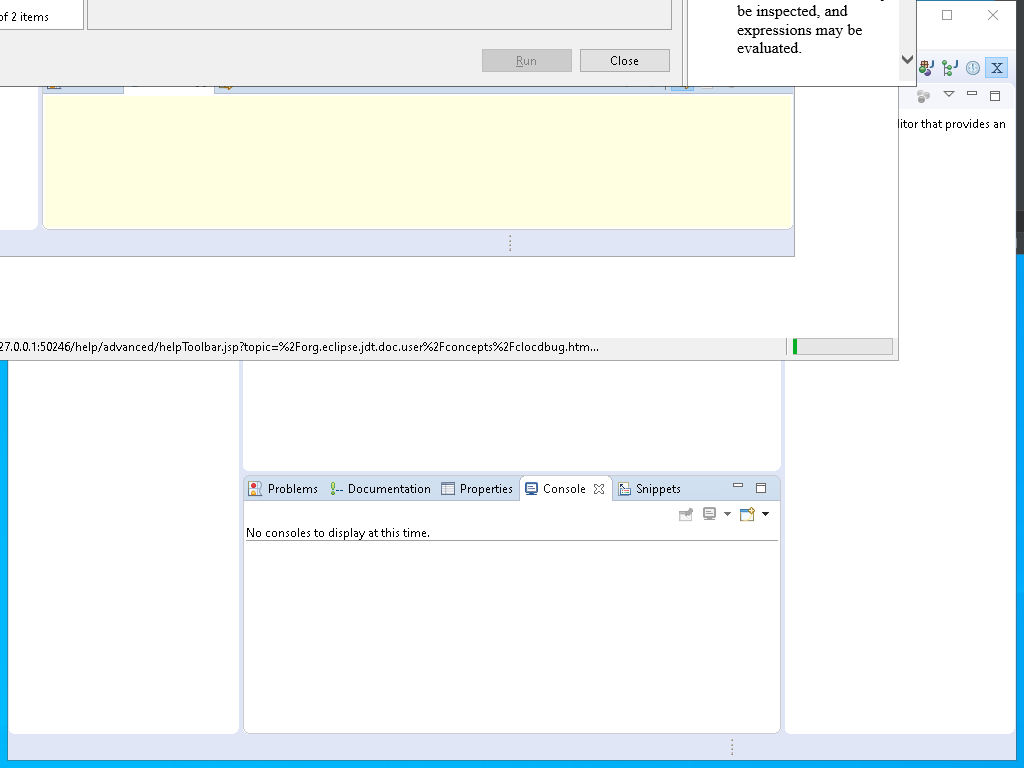 of 2 items
be inspected, and
expressions may be
evaluated.
Run
Close
X
litor that provides an
27.0.0.1:50246/help/advanced/helpToolbar.jsp?topic=%2Forg.eclipse.jdt.doc.user%2Fconcepts%2Fclocdbug.htm...
Problems
Documentation
Properties
Console
Snippets
No consoles to display at this time.